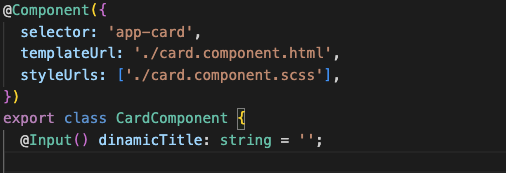 @Component({
  selector: 'app-card',
  templateUrl: './card.component.html',
  styleUrls: ['./card.component.scss'],
})
export class CardComponent {
  @Input() dinamicTitle: string = '';